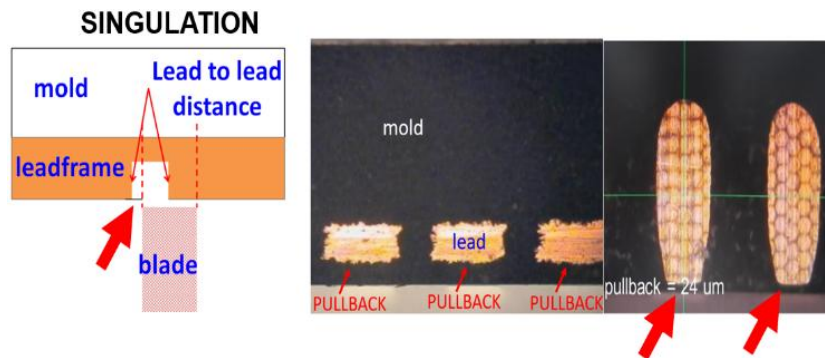 SINGULATION
mold
Lead to lead
distance
leadframe
blade
mold
lead
PULLBACK
PULLBACK
PULLBACK
pullback = 24 um